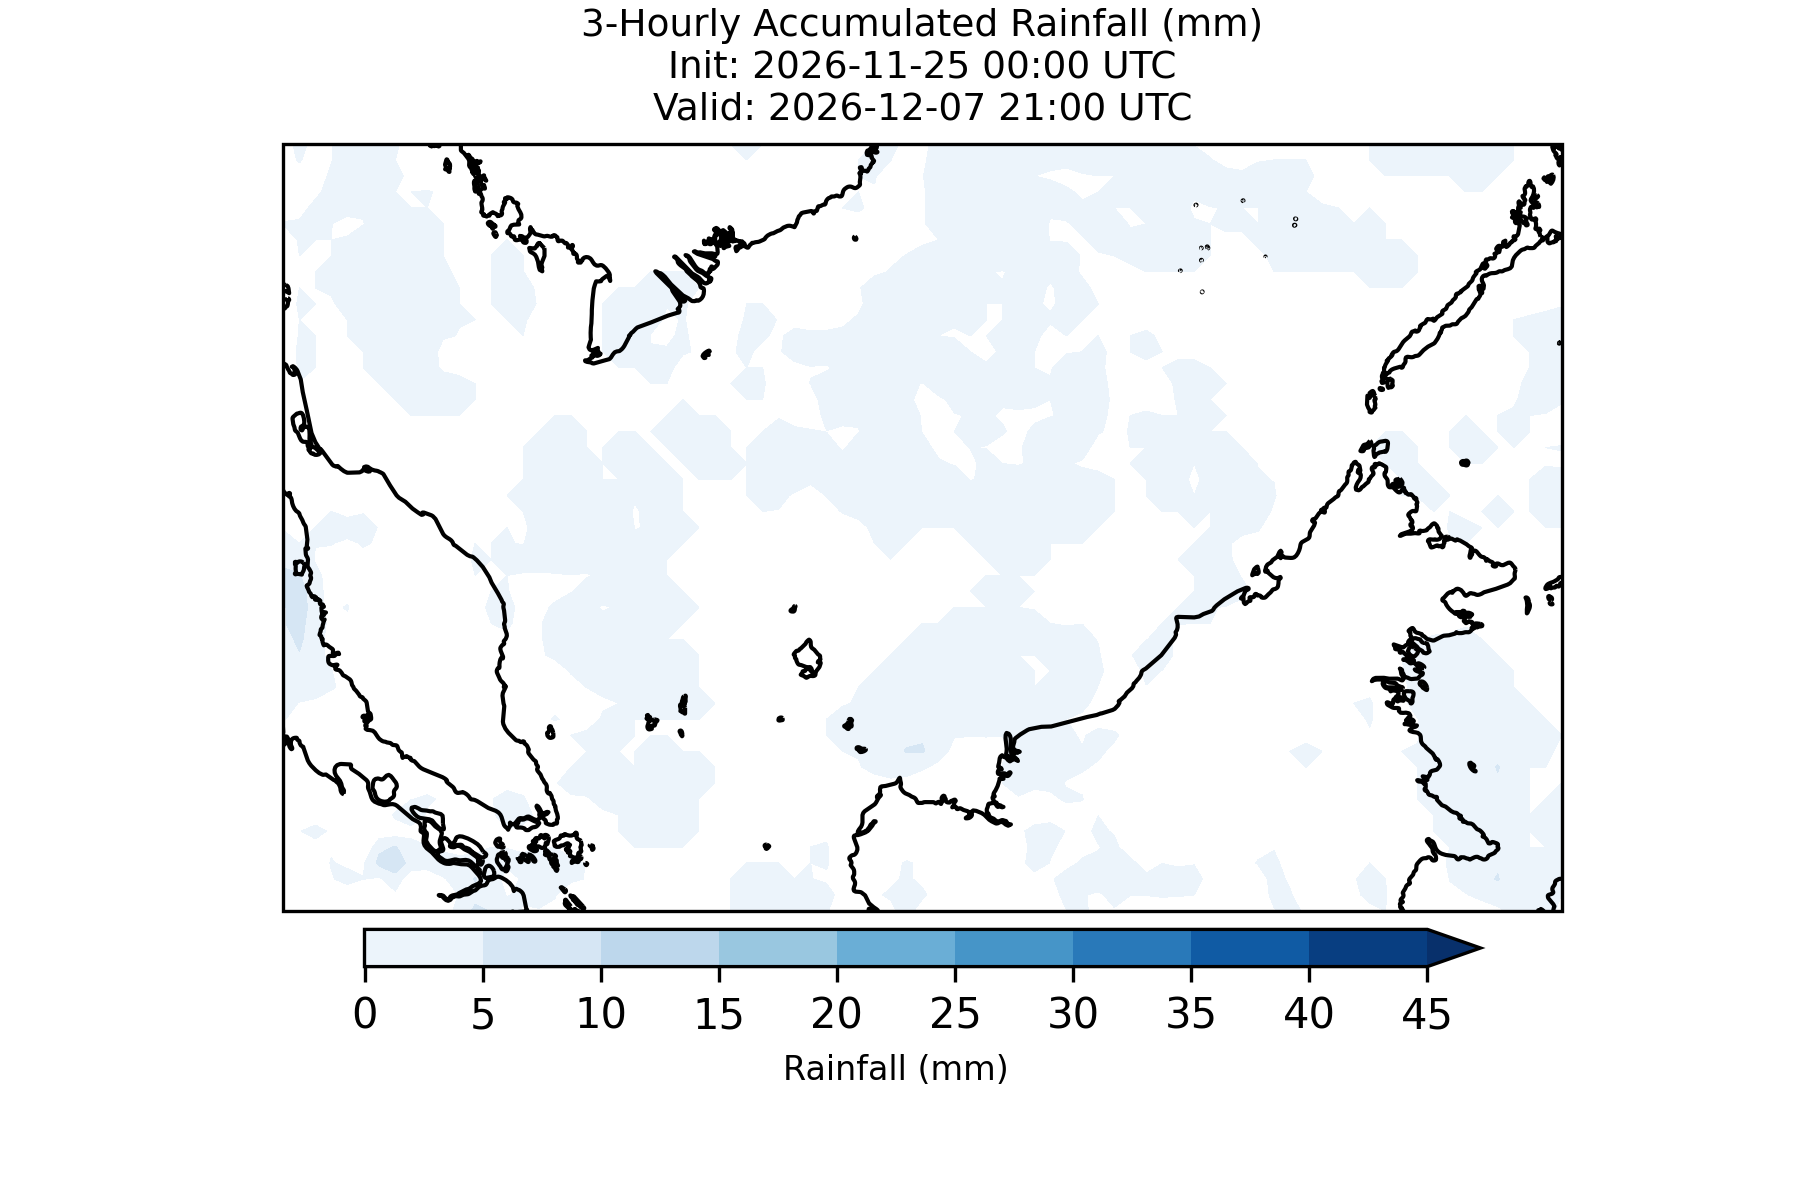 3-Hourly Accumulated Rainfall (mm)
Init: 2026-11-25 00:00 UTC
Valid: 2026-12-07 21:00 UTC
0 5 10 15 20 25 30 35 40 45
Rainfall (mm)